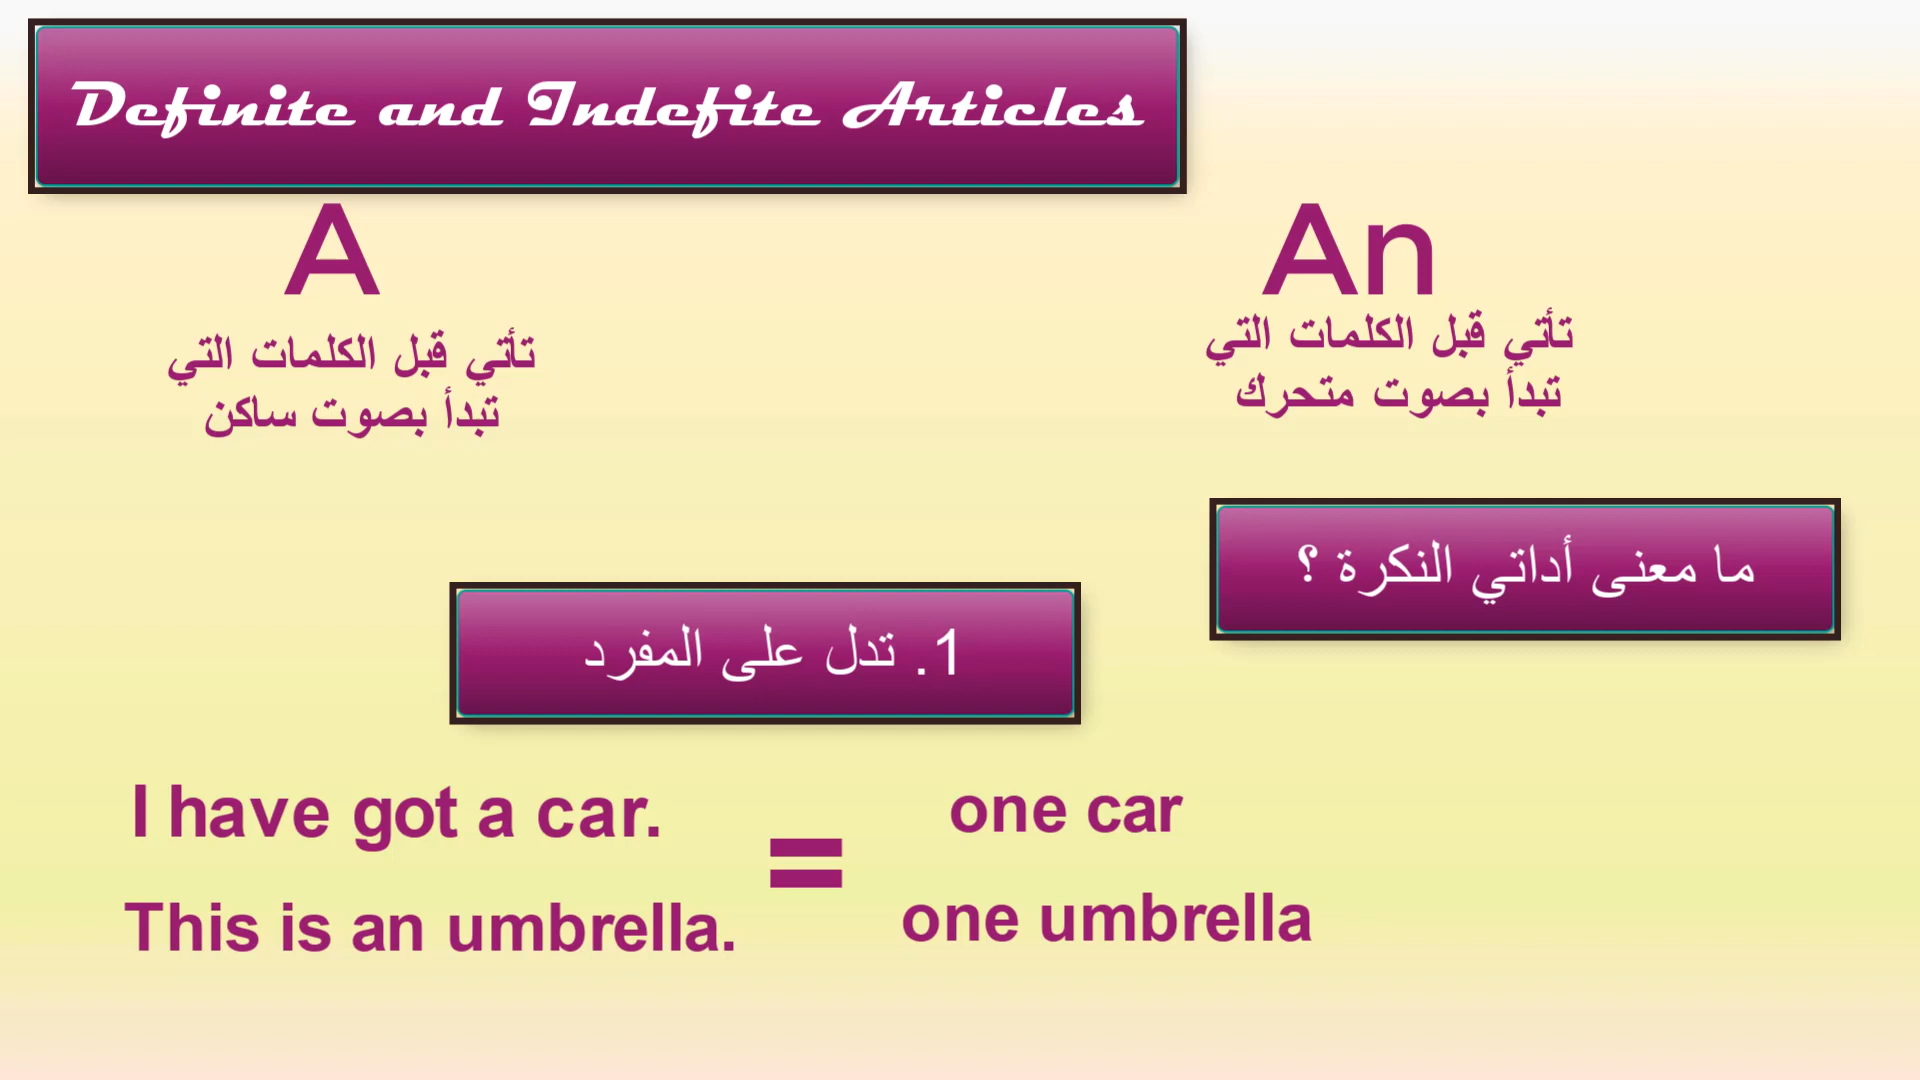 Definite and Indefite Articles
A
تأتي قبل الكلمات التي
تبدأ بصوت ساكن
An
تأتي قبل الكلمات التي
تبدأ بصوت متحرك
ما معنى أداتي النكرة ؟
1. تدل على المفرد
I have got a car.
This is an umbrella.
=
one car
one umbrella